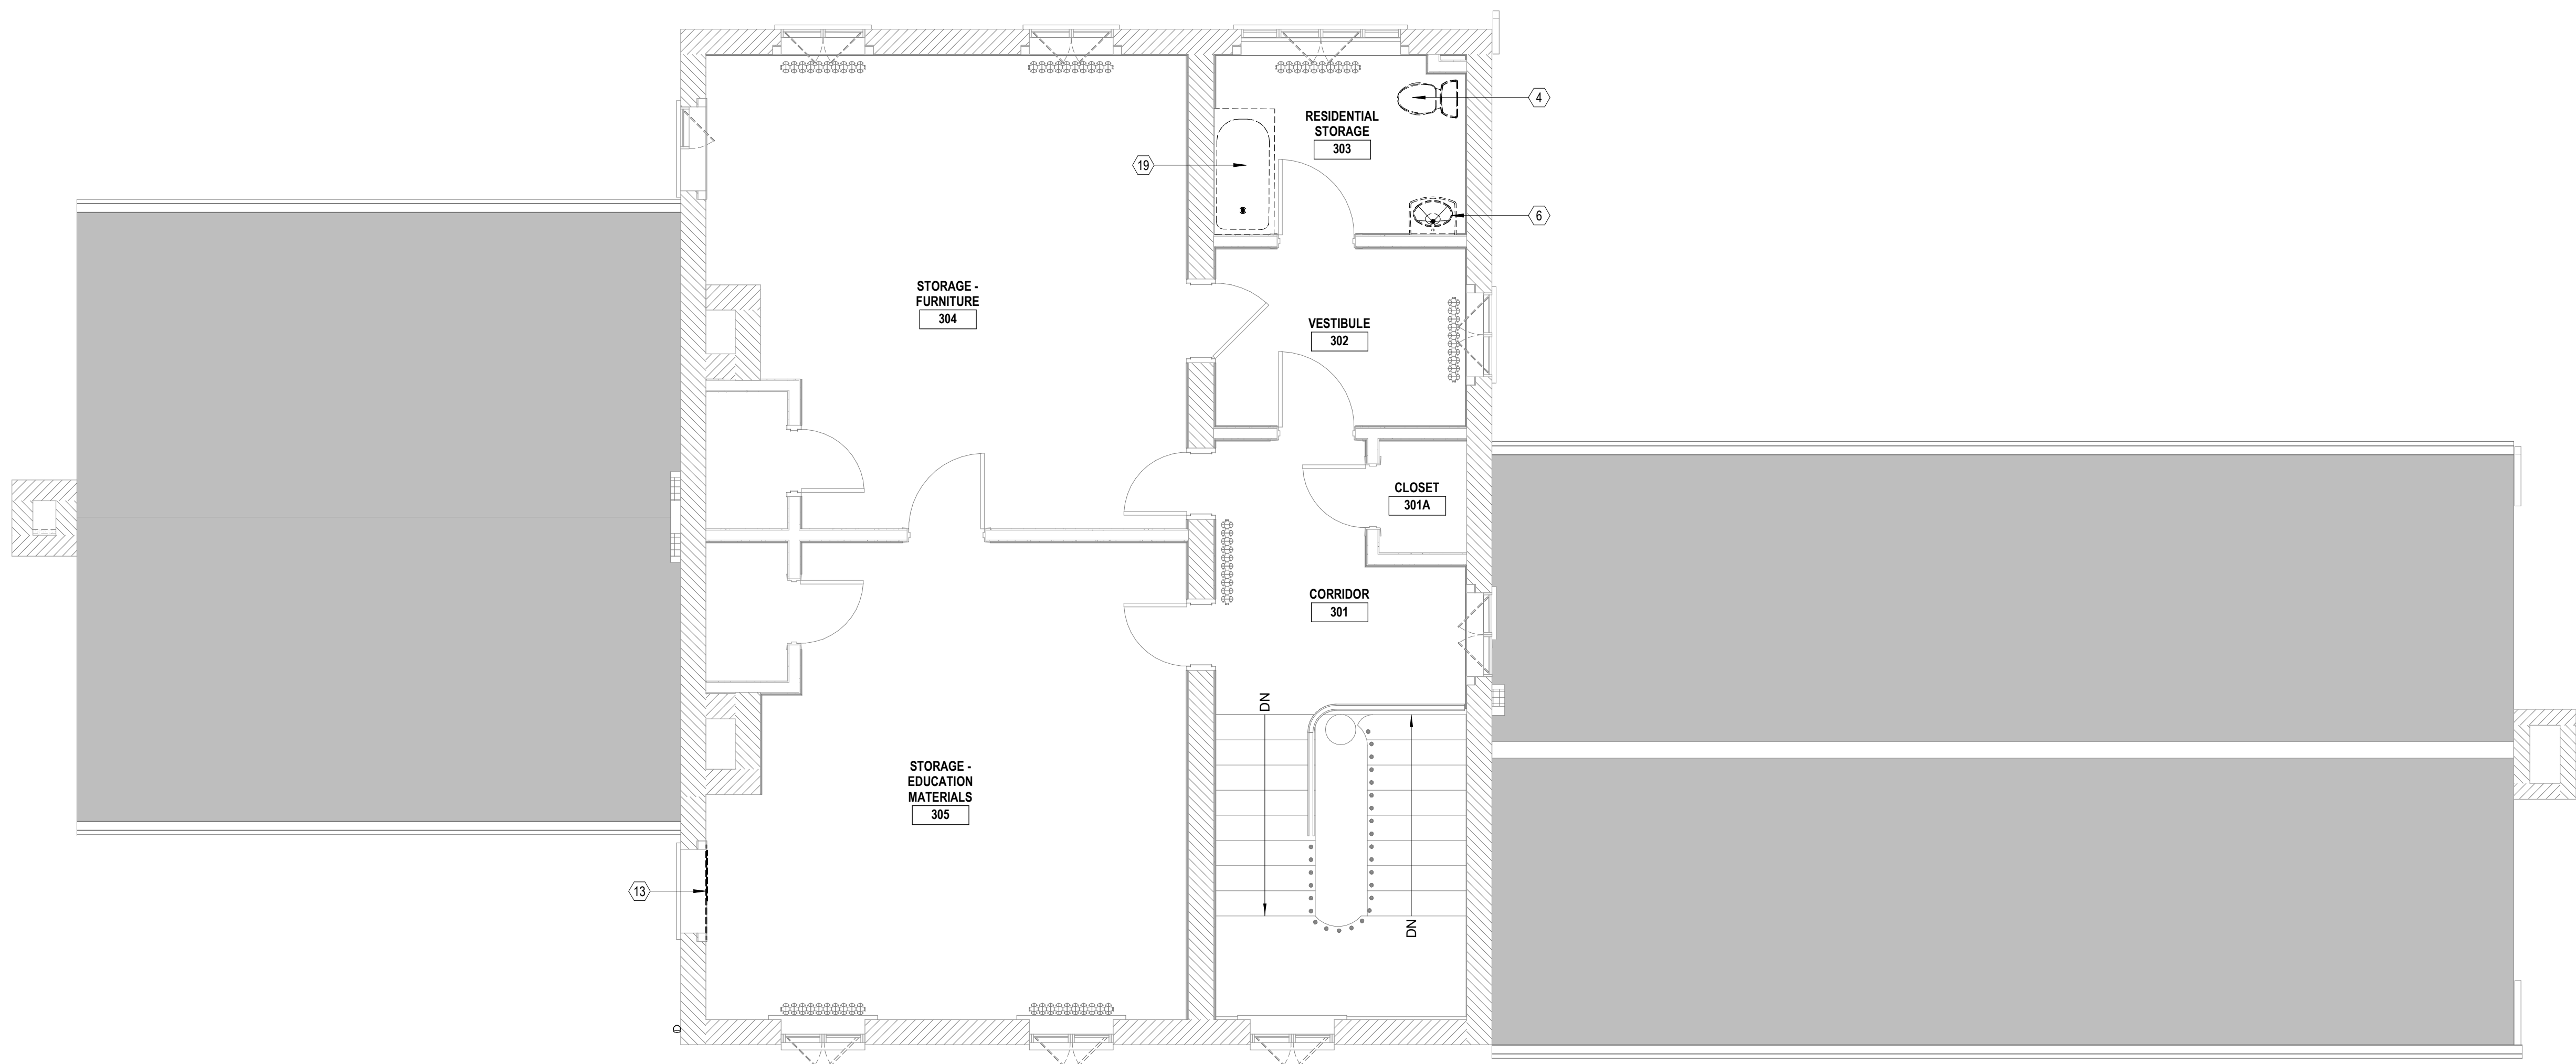 4
RESIDENTIAL
STORAGE
303
19
6
STORAGE -
FURNITURE
304
VESTIBULE
302
CLOSET
301A
CORRIDOR
301
DN
STORAGE -
EDUCATION
MATERIALS
305
13
DN
D